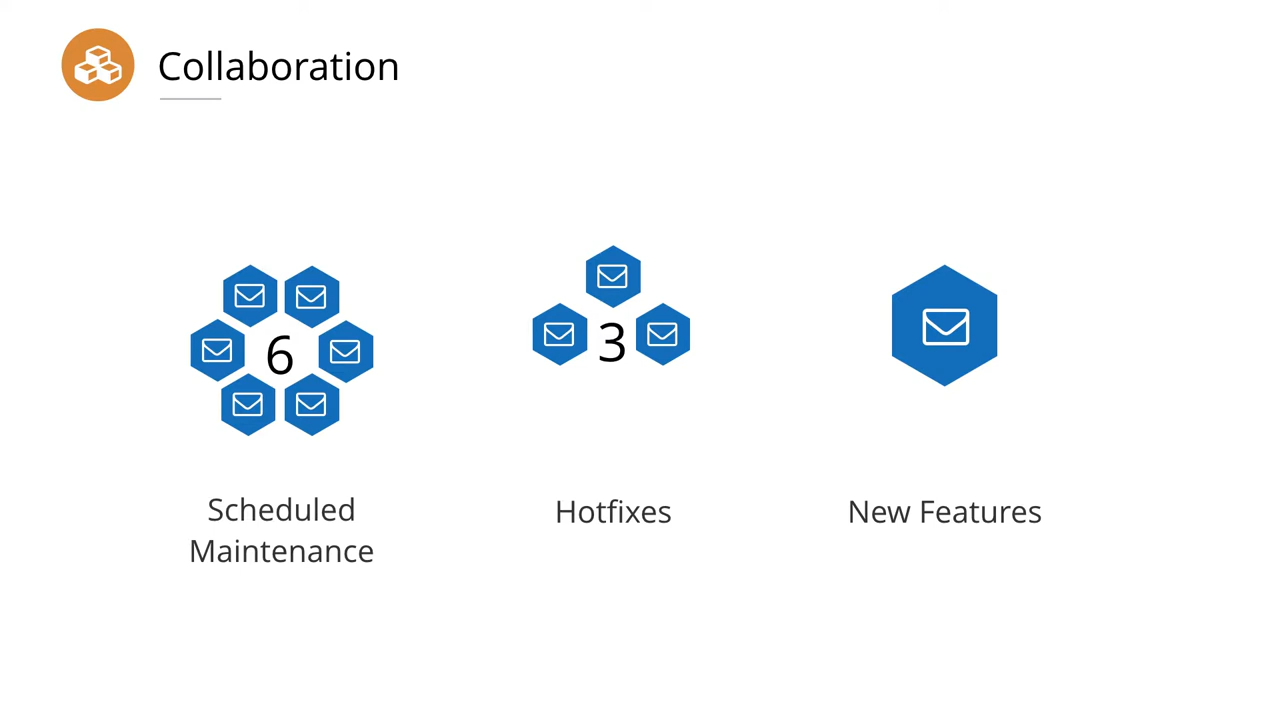 Collaboration
6
3
Scheduled
Maintenance
Hotfixes
New Features